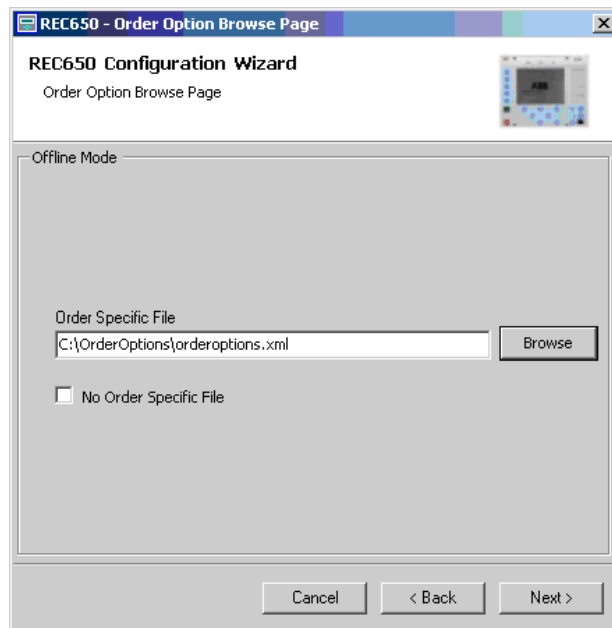 REC650 - Order Option Browse Page
REC650 Configuration Wizard
Order Option Browse Page
ABB
Offline Mode
Order Specific File
C:\OrderOptions\orderoptions.xml
Browse
No Order Specific File
Cancel
< Back
Next >